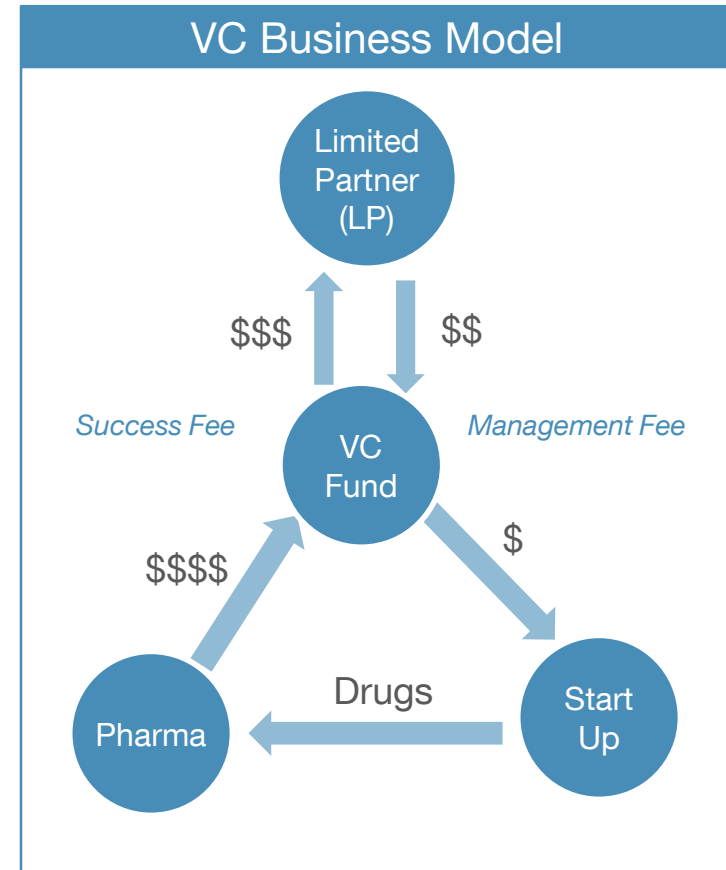 VC Business Model
Limited
Partner
(LP)
$$$
$$
Success Fee
Management Fee
VC
Fund
$
$$$$
Drugs
Pharma
Start
Up